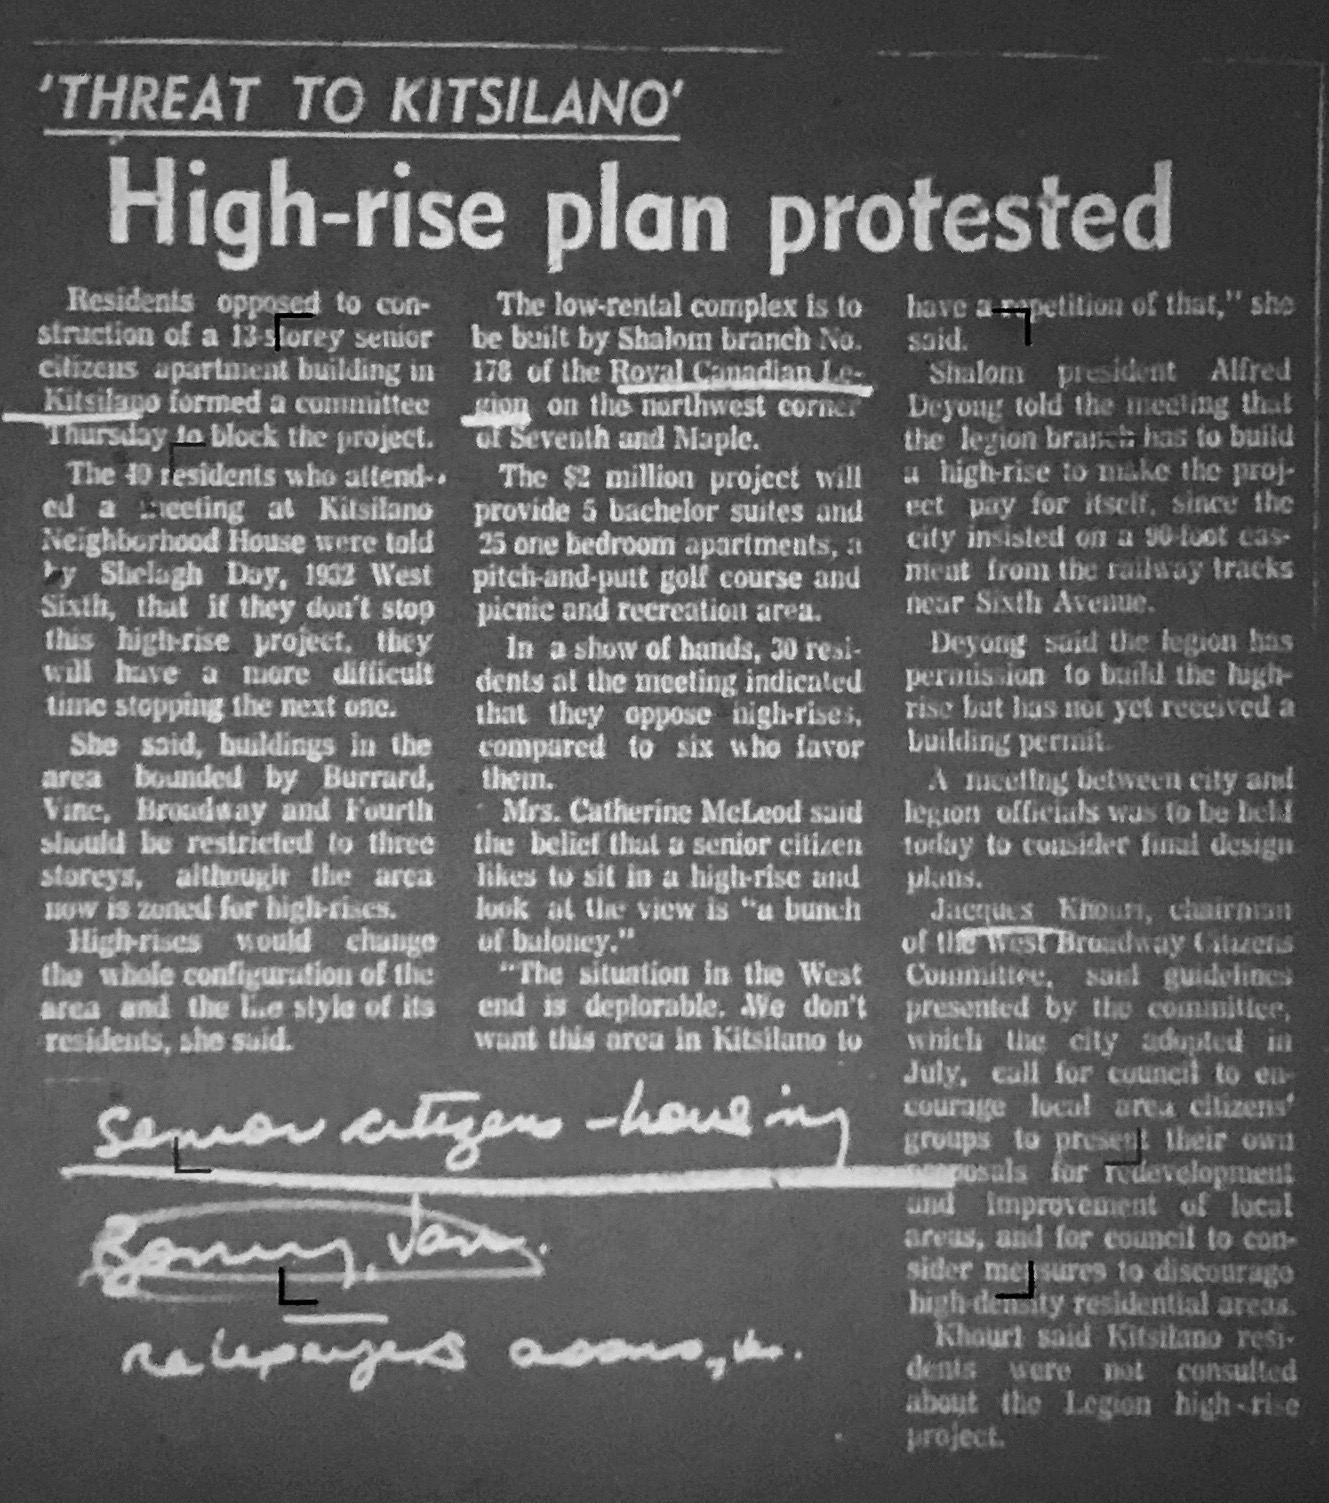 'THREAT TO KITSILANO'
High-rise plan protested
Residents opposed to con-
struction of a 13-storey senior
citizens apartment building in
Kitsilano formed a committee
Thursday to block the project.
The 40 residents who attend-
ed a meeting at Kitsilano
Neighborhood House were told
by Shelagh Day, 1932 West
Sixth, that if they don't stop
this high-rise project, they
will have a more difficult
time stopping the next one.
She said, buildings in the
area bounded by Burrard,
Vine, Broadway and Fourth
should be restricted to three
storeys, although the area
now is zoned for high-rises.
High-rises would change
the whole configuration of the
area and the life style of its
residents, she said.
The low-rental complex is to
be built by Shalom branch No.
178 of the Royal Canadian Le-
gion on the northwest corner
of Seventh and Maple.
The $2 million project will
provide 5 bachelor suites and
25 one bedroom apartments, a
pitch-and-putt golf course and
picnic and recreation area.
In a show of hands, 30 resi-
dents at the meeting indicated
that they oppose high-rises,
compared to six who favor
them.
Mrs. Catherine McLeod said
the belief that a senior citizen
likes to sit in a high-rise and
look at the view is "a bunch
of baloney."
"The situation in the West
end is deplorable. We don't
want this area in Kitsilano to
have a repetition of that," she
said.
Shalom president Alfred
Deyong told the meeting that
the legion branch has to build
a high-rise to make the proj-
ect pay for itself, since the
city insisted on a 90-foot eas-
ment from the railway tracks
near Sixth Avenue.
Deyong said the legion has
permission to build the high-
rise but has not yet received a
building permit.
A meeting between city and
legion officials was to be held
today to consider final design
plans.
Jacques Khouri, chairman
of the West Broadway Citizens
Committee, said guidelines
presented by the committee,
which the city adopted in
July, call for council to en-
courage local area citizens'
groups to present their own
proposals for redevelopment
and improvement of local
areas, and for council to con-
sider measures to discourage
high-density residential areas.
Khouri said Kitsilano resi-
dents were not consulted
about the Legion high-rise
project.
senior citizens - housing
Zoning, Van.
ratepayers assns,